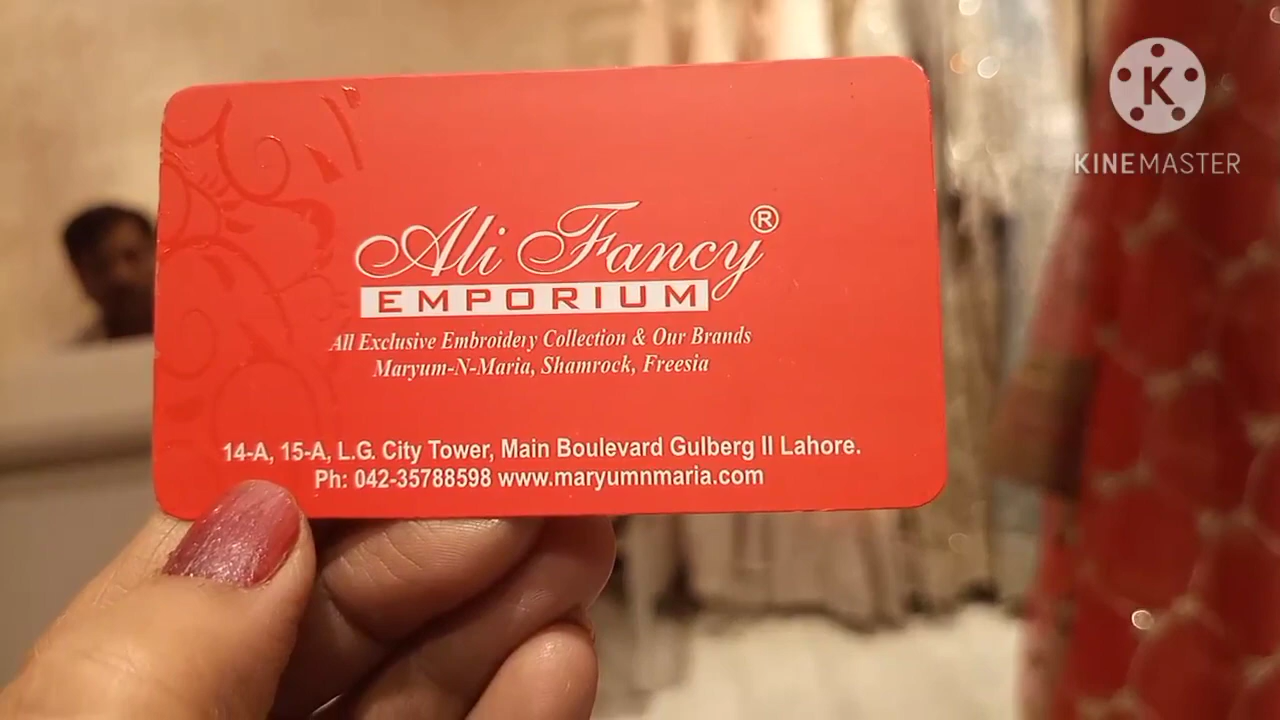 Ali Fancy®
EMPORIUM
All Exclusive Embroidery Collection & Our Brands
Maryum-N-Maria, Shamrock, Freesia
14-A, 15-A, L.G. City Tower, Main Boulevard Gulberg II Lahore.
Ph: 042-35788598 www.maryumnmaria.com
K
KINEMASTER